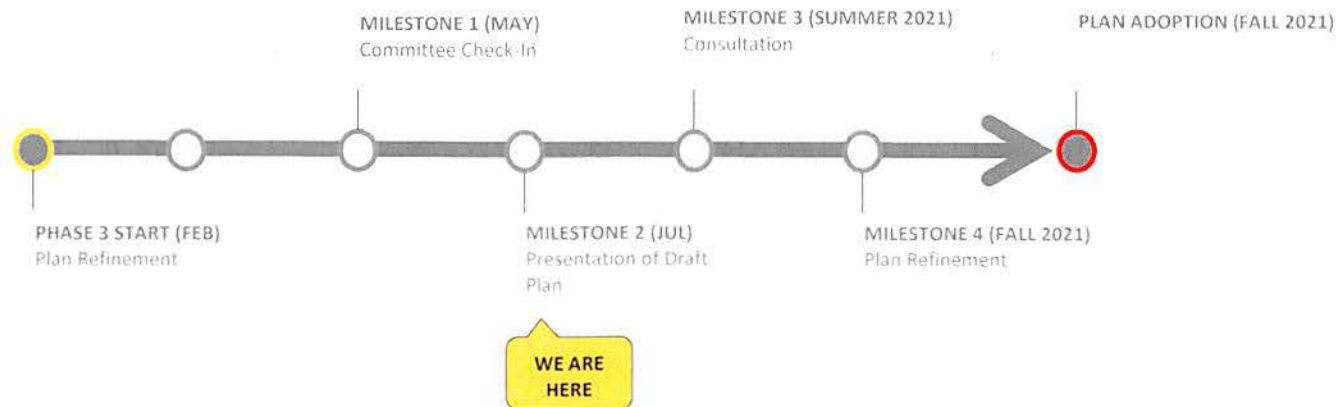 MILESTONE 1 (MAY)
Committee Check-In
MILESTONE 3 (SUMMER 2021)
Consultation
PLAN ADOPTION (FALL 2021)
PHASE 3 START (FEB)
Plan Refinement
MILESTONE 2 (JUL)
Presentation of Draft
Plan
MILESTONE 4 (FALL 2021)
Plan Refinement
WE ARE
HERE